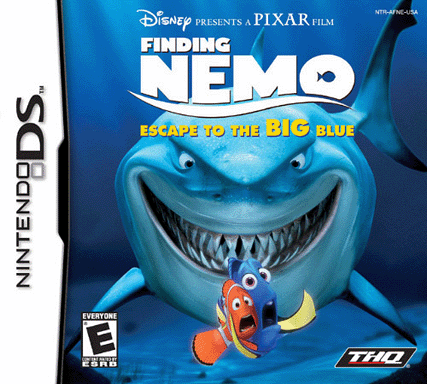 NTR-AFNE-USA
Disney PRESENTS A PIXAR FILM
FINDING
NEMO
ESCAPE TO THE BIG BLUE
NINTENDO DS™
EVERYONE
E
CONTENT RATED BY
ESRB
THQ